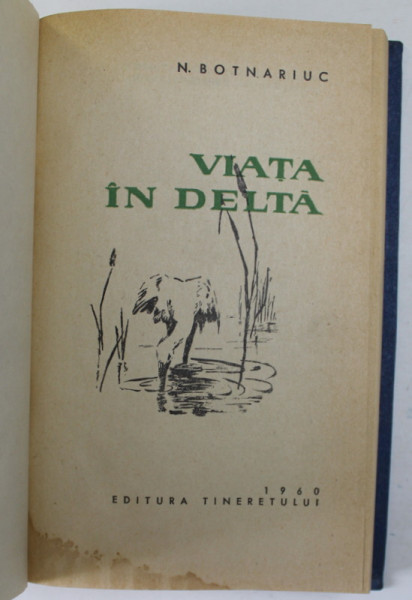 N. BOTNARIUC
VIAȚA
ÎN DELTĂ
1960
EDITURA TINERETULUI